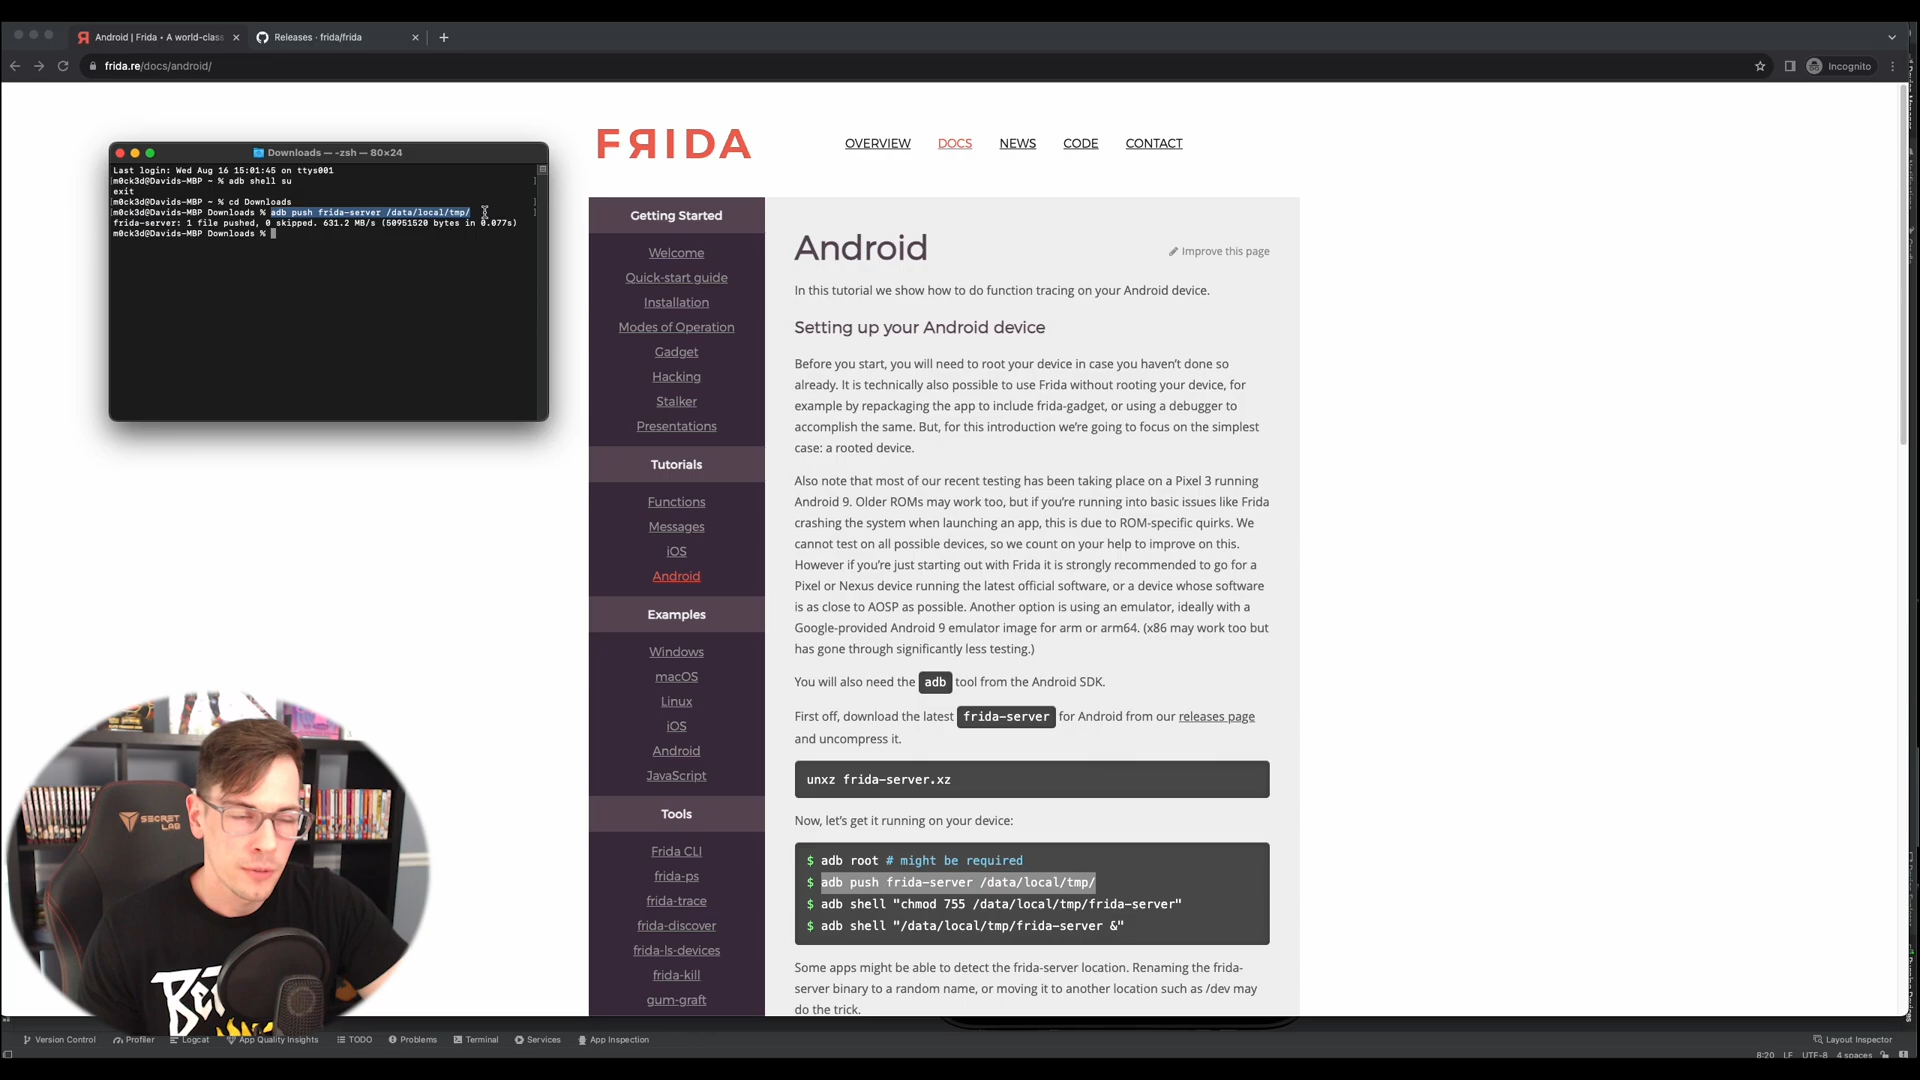 Android | Frida • A world-class
Releases · frida/frida
frida.re/docs/android/
Incognito
Downloads — -zsh — 80×24
Last login: Wed Aug 16 15:01:45 on ttys001
m0ck3d@Davids-MBP ~ % adb shell su
exit
m0ck3d@Davids-MBP ~ % cd Downloads
m0ck3d@Davids-MBP Downloads % adb push frida-server /data/local/tmp/
frida-server: 1 file pushed, 0 skipped. 631.2 MB/s (50951520 bytes in 0.077s)
m0ck3d@Davids-MBP Downloads %
FRIDA
OVERVIEW
DOCS
NEWS
CODE
CONTACT
Getting Started
Welcome
Quick-start guide
Installation
Modes of Operation
Gadget
Hacking
Stalker
Presentations
Tutorials
Functions
Messages
iOS
Android
Examples
Windows
macOS
Linux
iOS
Android
JavaScript
Tools
Frida CLI
frida-ps
frida-trace
frida-discover
frida-ls-devices
frida-kill
gum-graft
Android
Improve this page
In this tutorial we show how to do function tracing on your Android device.
Setting up your Android device
Before you start, you will need to root your device in case you haven’t done so
already. It is technically also possible to use Frida without rooting your device, for
example by repackaging the app to include frida-gadget, or using a debugger to
accomplish the same. But, for this introduction we’re going to focus on the simplest
case: a rooted device.
Also note that most of our recent testing has been taking place on a Pixel 3 running
Android 9. Older ROMs may work too, but if you’re running into basic issues like Frida
crashing the system when launching an app, this is due to ROM-specific quirks. We
cannot test on all possible devices, so we count on your help to improve on this.
However if you’re just starting out with Frida it is strongly recommended to go for a
Pixel or Nexus device running the latest official software, or a device whose software
is as close to AOSP as possible. Another option is using an emulator, ideally with a
Google-provided Android 9 emulator image for arm or arm64. (x86 may work too but
has gone through significantly less testing.)
You will also need the adb tool from the Android SDK.
First off, download the latest frida-server for Android from our releases page
and uncompress it.
unxz frida-server.xz
Now, let’s get it running on your device:
$ adb root # might be required
$ adb push frida-server /data/local/tmp/
$ adb shell "chmod 755 /data/local/tmp/frida-server"
$ adb shell "/data/local/tmp/frida-server &"
Some apps might be able to detect the frida-server location. Renaming the frida-
server binary to a random name, or moving it to another location such as /dev may
do the trick.
SECRET
LAB
Version Control
Profiler
Logcat
App Quality Insights
TODO
Problems
Terminal
Services
App Inspection
Layout Inspector
8:20
LF
UTF-8
4 spaces